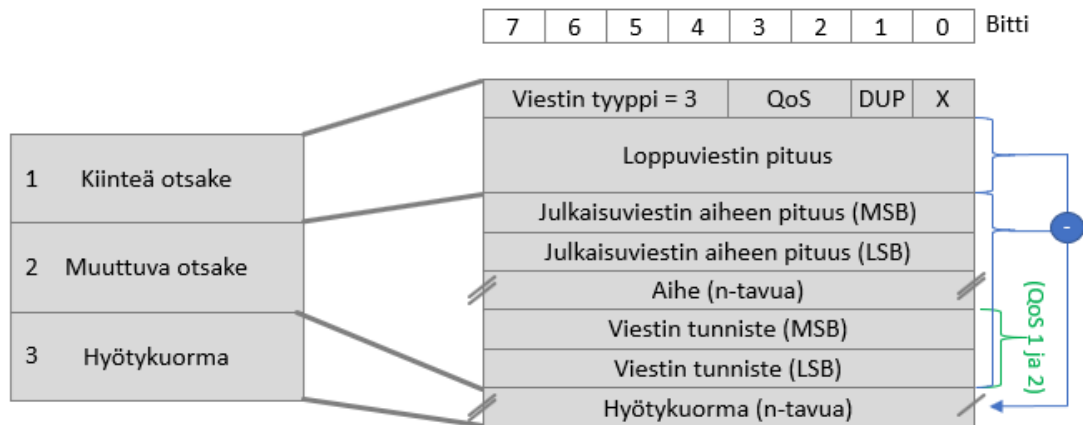 7 6 5 4 3 2 1 0 Bitti
Viestin tyyppi = 3 QoS DUP X
Loppuviestin pituus
1 Kiinteä otsake
Julkaisuviestin aiheen pituus (MSB)
-
2 Muuttuva otsake
Julkaisuviestin aiheen pituus (LSB)
Aihe (n-tavua)
Viestin tunniste (MSB)
(QoS 1 ja 2)
3 Hyötykuorma
Viestin tunniste (LSB)
Hyötykuorma (n-tavua)